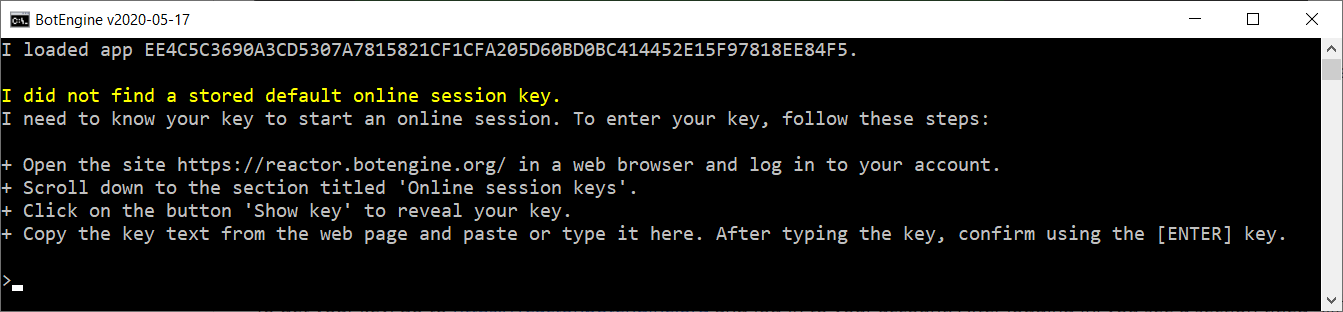 BotEngine v2020-05-17
I loaded app EE4C5C3690A3CD5307A7815821CF1CFA205D60BD0BC414452E15F97818EE84F5.
I did not find a stored default online session key.
I need to know your key to start an online session. To enter your key, follow these steps:
+ Open the site https://reactor.botengine.org/ in a web browser and log in to your account.
+ Scroll down to the section titled 'Online session keys'.
+ Click on the button 'Show key' to reveal your key.
+ Copy the key text from the web page and paste or type it here. After typing the key, confirm using the [ENTER] key.
>